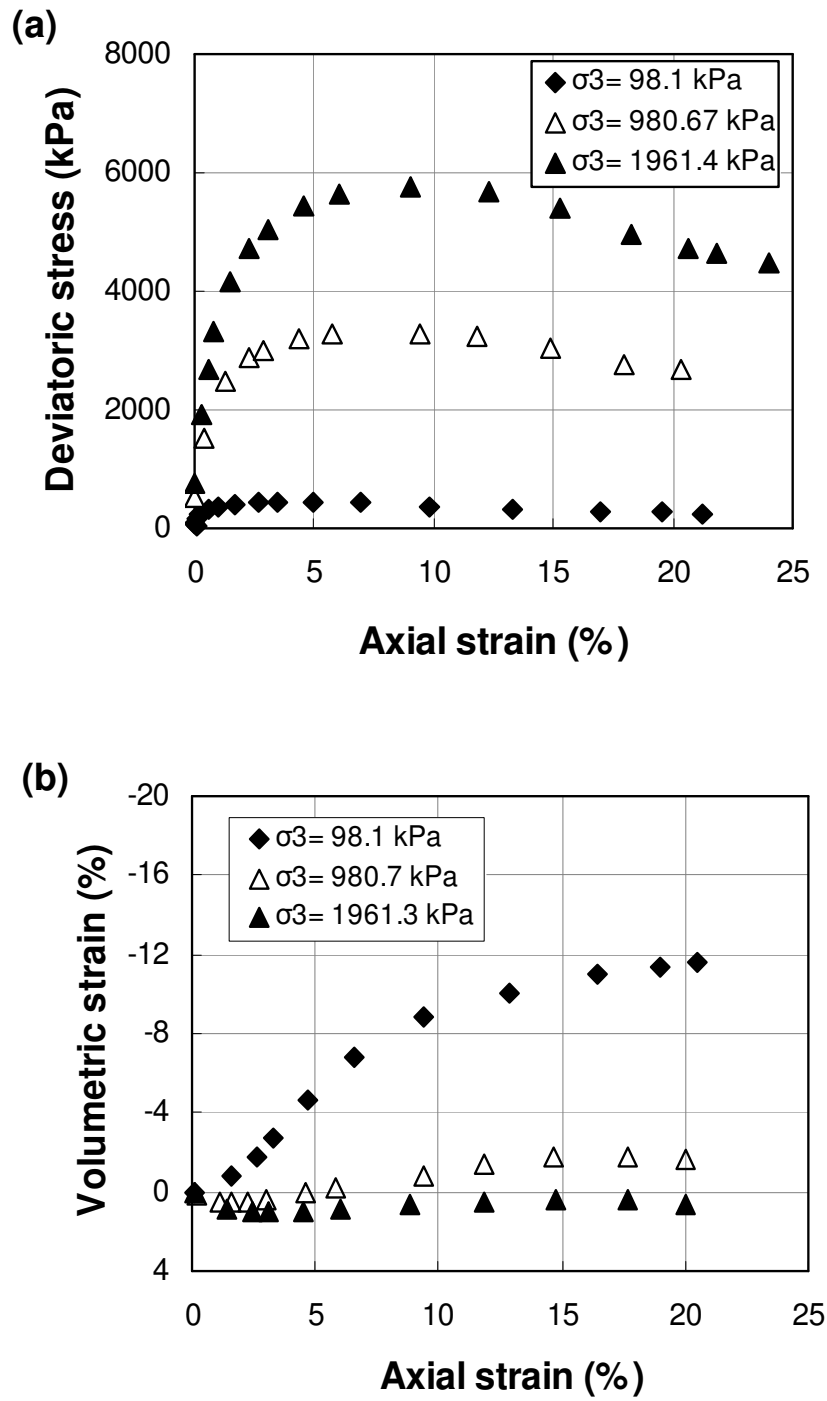 (a)
8000
6000
4000
2000
0
Deviatoric stress (kPa)
σ3= 98.1 kPa
σ3= 980.67 kPa
σ3= 1961.4 kPa
0 5 10 15 20 25
Axial strain (%)
(b)
-20
-16
-12
-8
-4
0
4
Volumetric strain (%)
σ3= 98.1 kPa
σ3= 980.7 kPa
σ3= 1961.3 kPa
0 5 10 15 20 25
Axial strain (%)